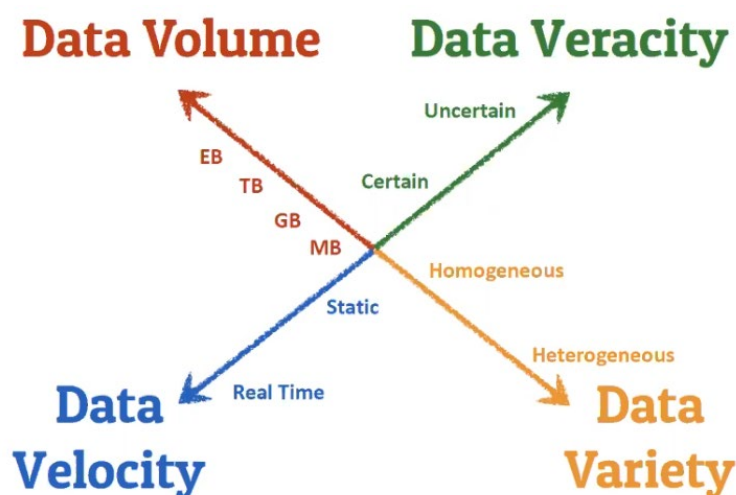 Data Volume
Data Veracity
Uncertain
EB
TB
Certain
GB
MB
Homogeneous
Static
Heterogeneous
Real Time
Data
Velocity
Data
Variety